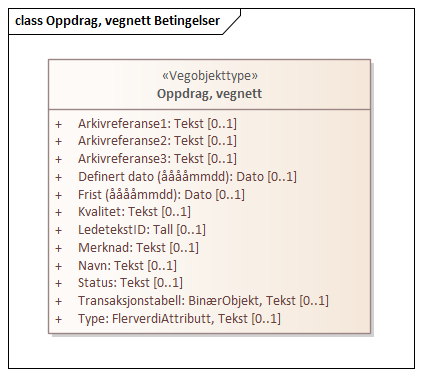 class Oppdrag, vegnett Betingelser
«Vegobjekttype»
Oppdrag, vegnett
+ Arkivreferanse1: Tekst [0..1]
+ Arkivreferanse2: Tekst [0..1]
+ Arkivreferanse3: Tekst [0..1]
+ Definert dato (ååååmmdd): Dato [0..1]
+ Frist (ååååmmdd): Dato [0..1]
+ Kvalitet: Tekst [0..1]
+ LedetekstID: Tall [0..1]
+ Merknad: Tekst [0..1]
+ Navn: Tekst [0..1]
+ Status: Tekst [0..1]
+ Transaksjonstabell: BinærObjekt, Tekst [0..1]
+ Type: FlerverdiAttributt, Tekst [0..1]